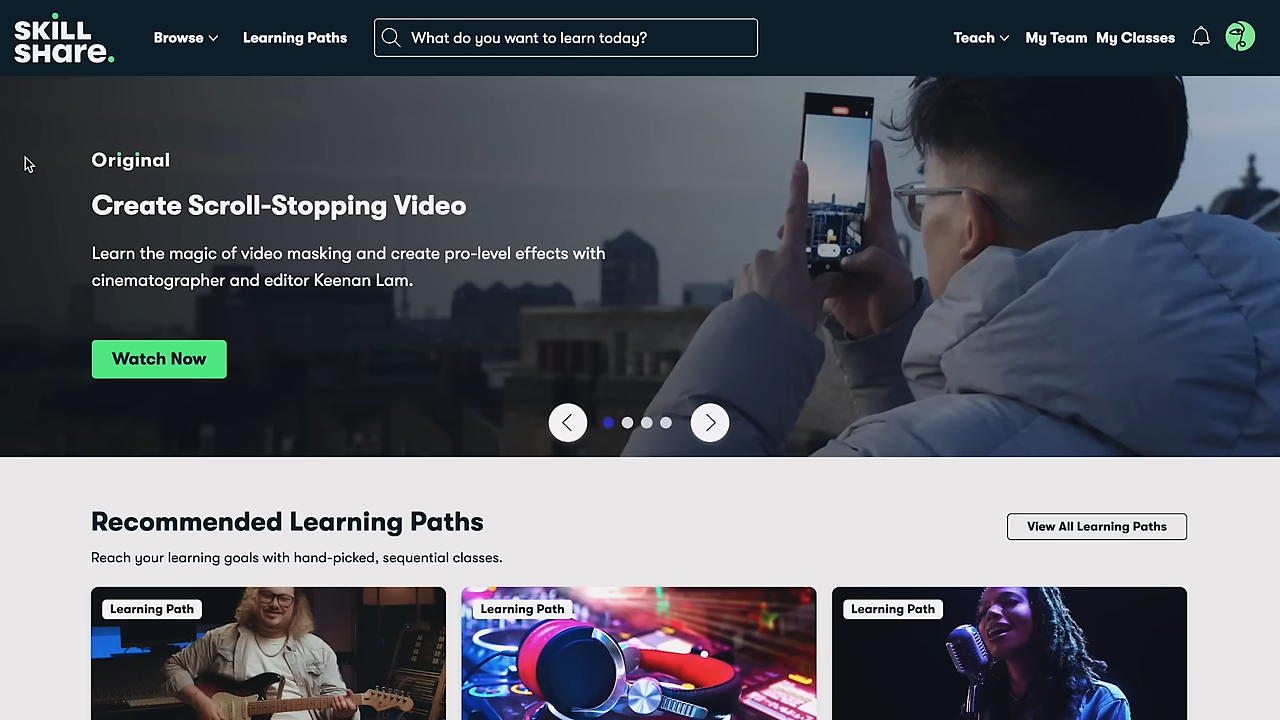 SKILL
SHare.
Browse
Learning Paths
What do you want to learn today?
Teach
My Team
My Classes
Original
Create Scroll-Stopping Video
Learn the magic of video masking and create pro-level effects with
cinematographer and editor Keenan Lam.
Watch Now
Recommended Learning Paths
View All Learning Paths
Reach your learning goals with hand-picked, sequential classes.
Learning Path
Learning Path
Learning Path